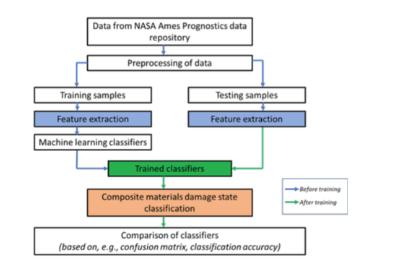 Data from NASA Ames Prognostics data
repository
Preprocessing of data
Training samples
Testing samples
Feature extraction
Feature extraction
Machine learning classifiers
Trained classifiers
Composite materials damage state
classification
Before training
After training
Comparison of classifiers
(based on, e.g., confusion matrix, classification accuracy)